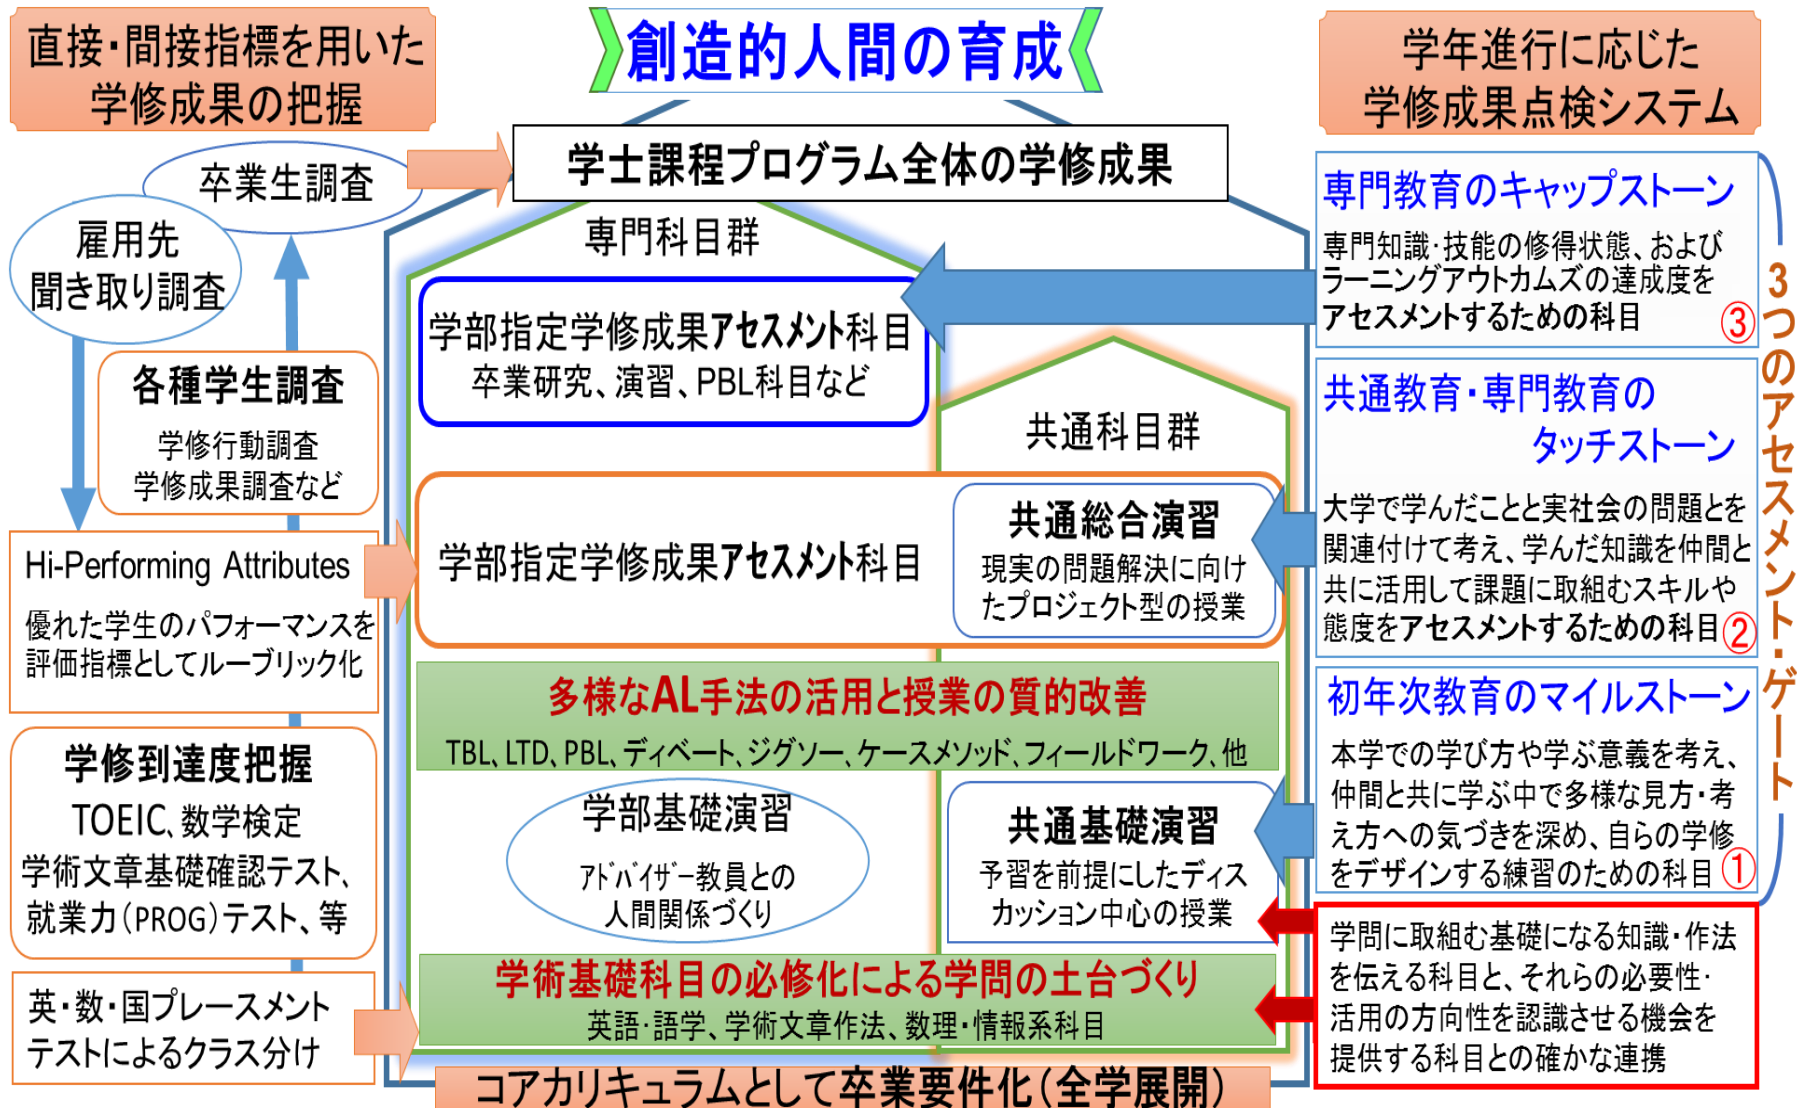 直接・間接指標を用いた
学修成果の把握
創造的人間の育成
学年進行に応じた
学修成果点検システム
卒業生調査
雇用先
聞き取り調査
各種学生調査
学修行動調査
学修成果調査など
Hi-Performing Attributes
優れた学生のパフォーマンスを
評価指標としてルーブリック化
学修到達度把握
TOEIC、数学検定
学術文章基礎確認テスト、
就業力（PROG）テスト、等
英・数・国プレースメント
テストによるクラス分け
学士課程プログラム全体の学修成果
専門科目群
学部指定学修成果アセスメント科目
卒業研究、演習、PBL科目など
共通科目群
学部指定学修成果アセスメント科目
共通総合演習
現実の問題解決に向け
たプロジェクト型の授業
多様なAL手法の活用と授業の質的改善
TBL、LTD、PBL、ディベート、ジグソー、ケースメソッド、フィールドワーク、他
学部基礎演習
アドバイザー教員との
人間関係づくり
共通基礎演習
予習を前提にしたディス
カッション中心の授業
学術基礎科目の必修化による学問の土台づくり
英語・語学、学術文章作法、数理・情報系科目
コアカリキュラムとして卒業要件化（全学展開）
専門教育のキャップストーン
専門知識・技能の修得状態、および
ラーニングアウトカムズの達成度を
アセスメントするための科目 ③
共通教育・専門教育の
タッチストーン
大学で学んだことと実社会の問題とを
関連付けて考え、学んだ知識を仲間と
共に活用して課題に取組むスキルや
態度をアセスメントするための科目 ②
初年次教育のマイルストーン
本学での学び方や学ぶ意義を考え、
仲間と共に学ぶ中で多様な見方・考
え方への気づきを深め、自らの学修
をデザインする練習のための科目 ①
3つのアセスメント・ゲート
学問に取組む基礎になる知識・作法
を伝える科目と、それらの必要性・
活用の方向性を認識させる機会を
提供する科目との確かな連携